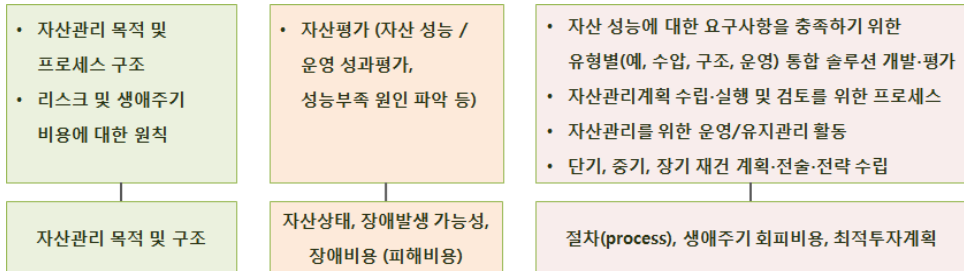 • 자산관리 목적 및
프로세스 구조
• 리스크 및 생애주기
비용에 대한 원칙
• 자산평가 (자산 성능 /
운영 성과평가,
성능부족 원인 파악 등)
• 자산 성능에 대한 요구사항을 충족하기 위한
유형별(예, 수압, 구조, 운영) 통합 솔루션 개발·평가
• 자산관리계획 수립·실행 및 검토를 위한 프로세스
• 자산관리를 위한 운영/유지관리 활동
• 단기, 중기, 장기 재건 계획·전술·전략 수립
자산관리 목적 및 구조
자산상태, 장애발생 가능성,
장애비용 (피해비용)
절차(process), 생애주기 회피비용, 최적투자계획